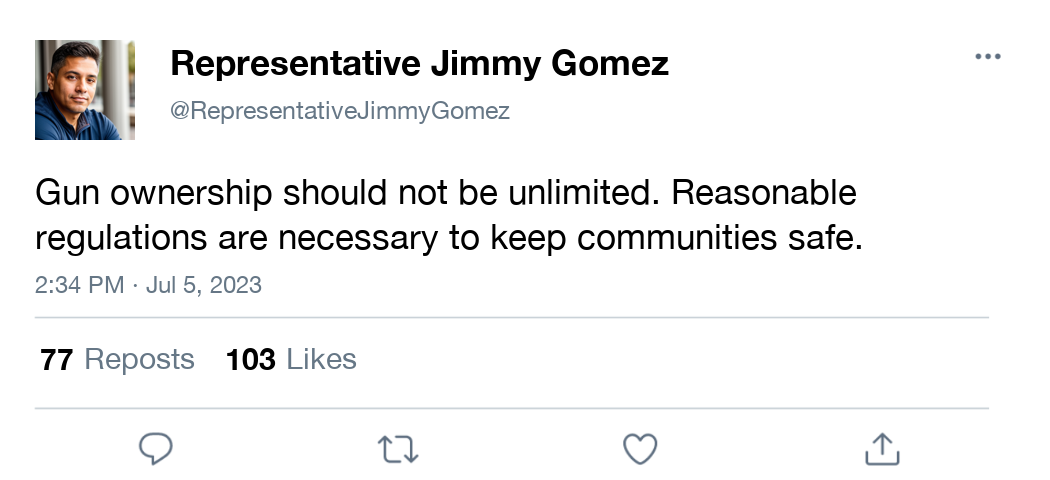 Representative Jimmy Gomez
@RepresentativeJimmyGomez
Gun ownership should not be unlimited. Reasonable
regulations are necessary to keep communities safe.
2:34 PM · Jul 5, 2023
77 Reposts 103 Likes